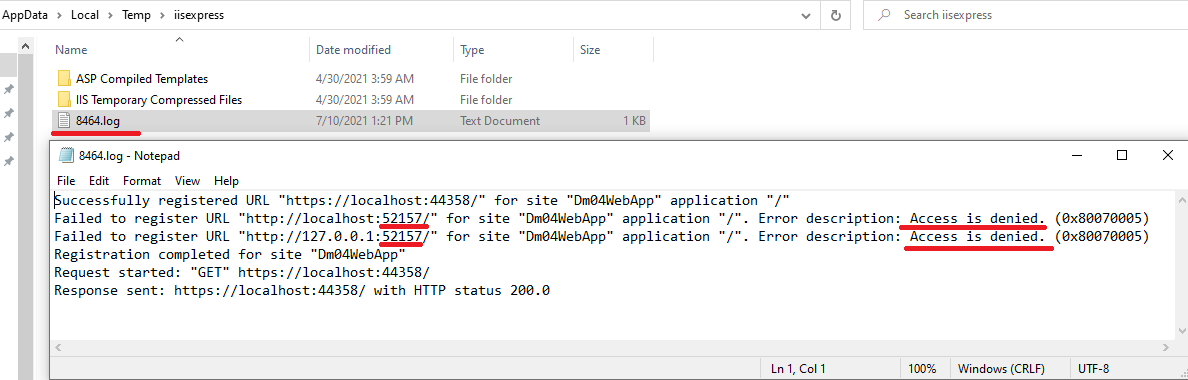 AppData > Local > Temp > iisexpress
Search iisexpress
Name Date modified Type Size
ASP Compiled Templates 4/30/2021 3:59 AM File folder
IIS Temporary Compressed Files 4/30/2021 3:59 AM File folder
8464.log 7/10/2021 1:21 PM Text Document 1 KB
8464.log - Notepad
File Edit Format View Help
Successfully registered URL "https://localhost:44358/" for site "Dm04WebApp" application "/"
Failed to register URL "http://localhost:52157/" for site "Dm04WebApp" application "/". Error description: Access is denied. (0x80070005)
Failed to register URL "http://127.0.0.1:52157/" for site "Dm04WebApp" application "/". Error description: Access is denied. (0x80070005)
Registration completed for site "Dm04WebApp"
Request started: "GET" https://localhost:44358/
Response sent: https://localhost:44358/ with HTTP status 200.0
Ln 1, Col 1 100% Windows (CRLF) UTF-8